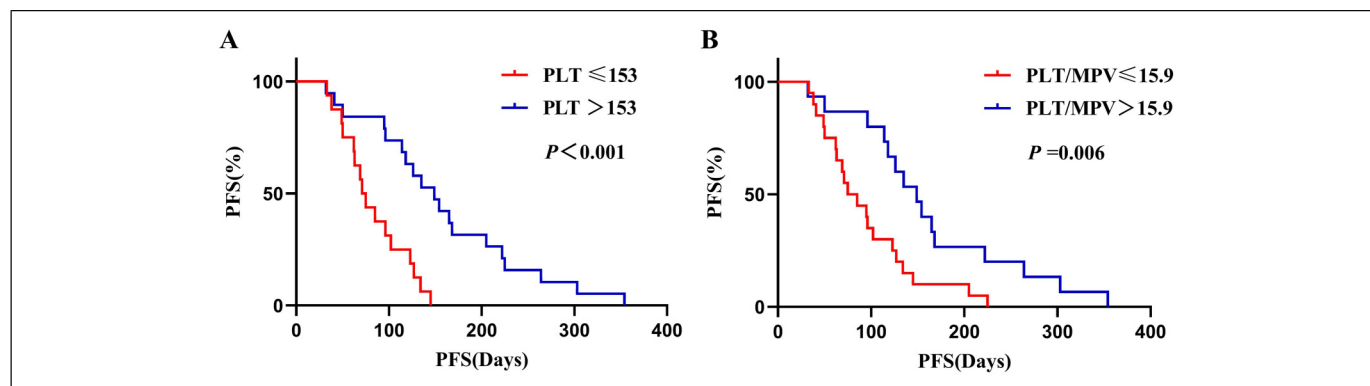 A
PLT ≤153
PLT ＞153
P＜0.001
PFS(%)
100
50
0
0 100 200 300 400
PFS(Days)
B
PLT/MPV≤15.9
PLT/MPV＞15.9
P =0.006
PFS(%)
100
50
0
0 100 200 300 400
PFS(Days)